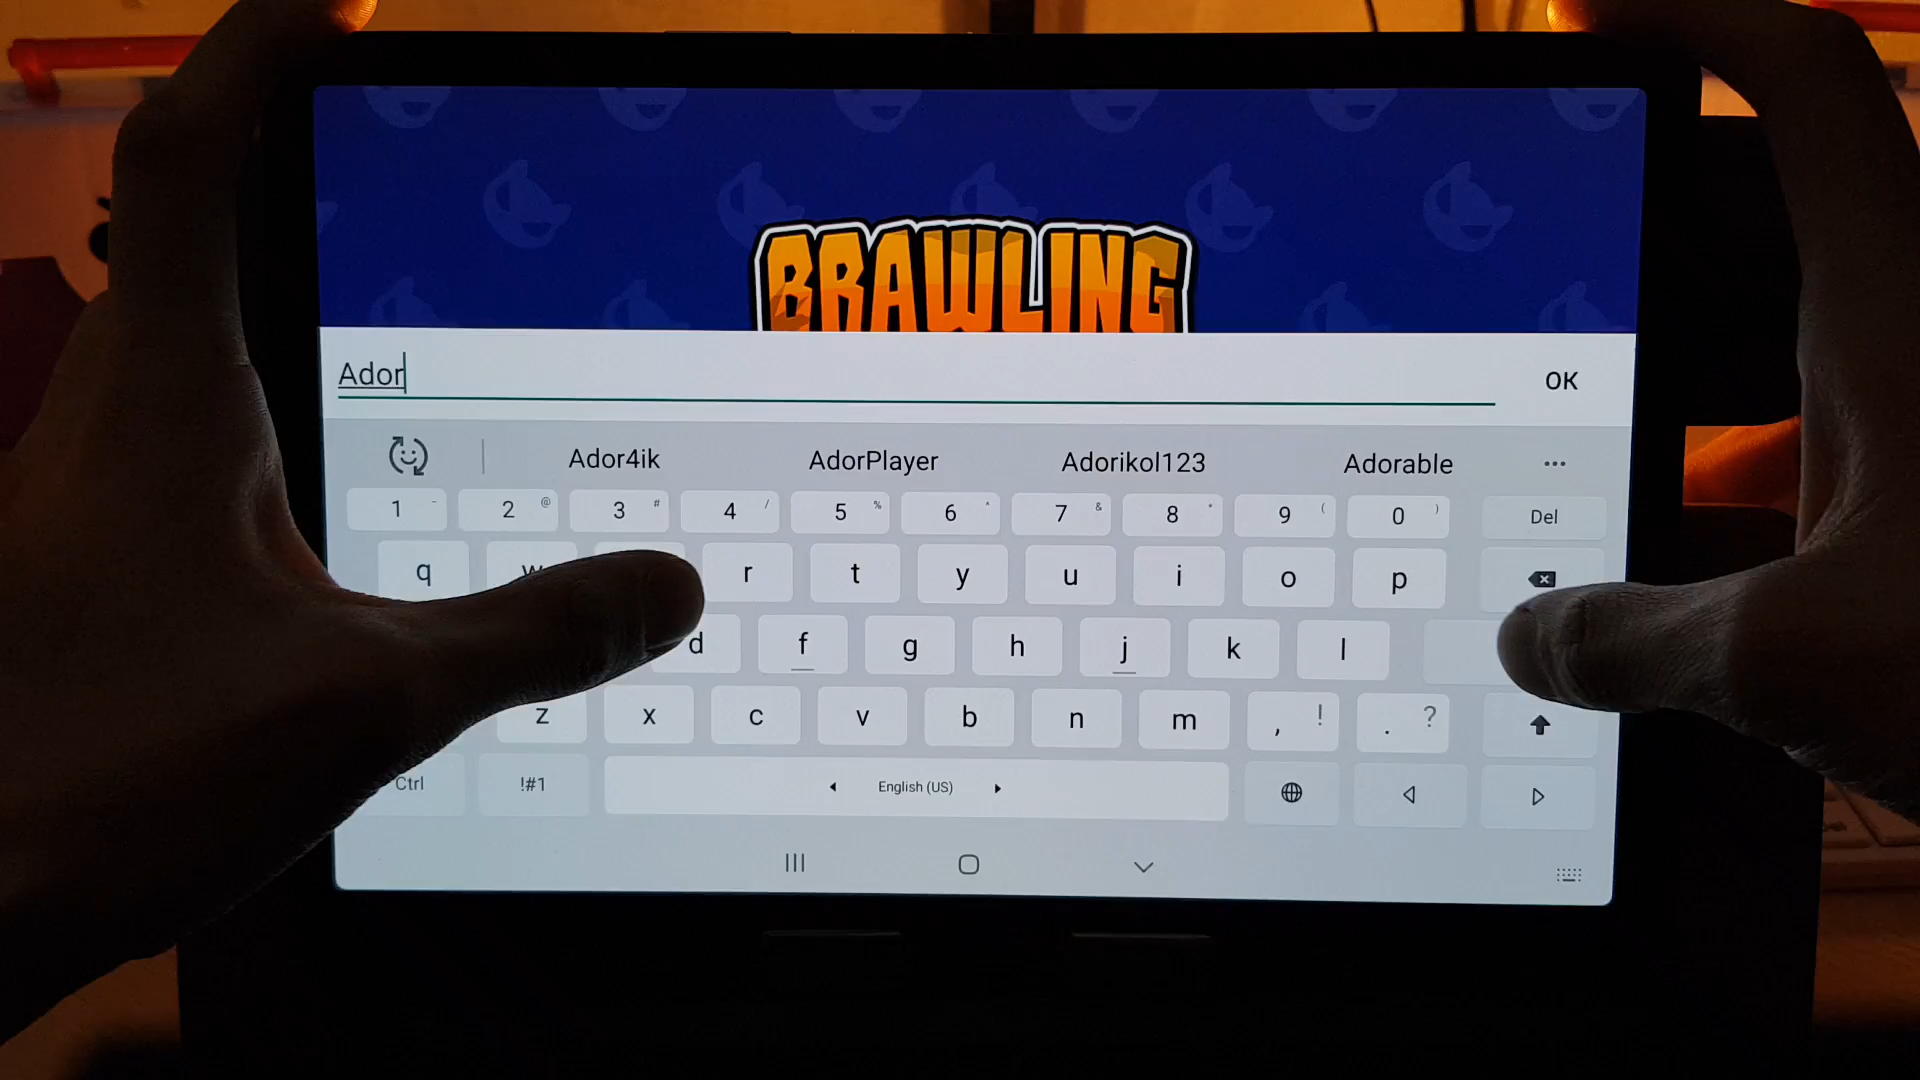 BRAWLING
Ador
OK
Ador4ik AdorPlayer Adorikol123 Adorable ...
1 - 2 @ 3 # 4 / 5 % 6 ^ 7 & 8 * 9 ( 0 ) Del
q w r t y u i o p
d f g h j k l
z x c v b n m , ! . ?
Ctrl !#1 English (US)